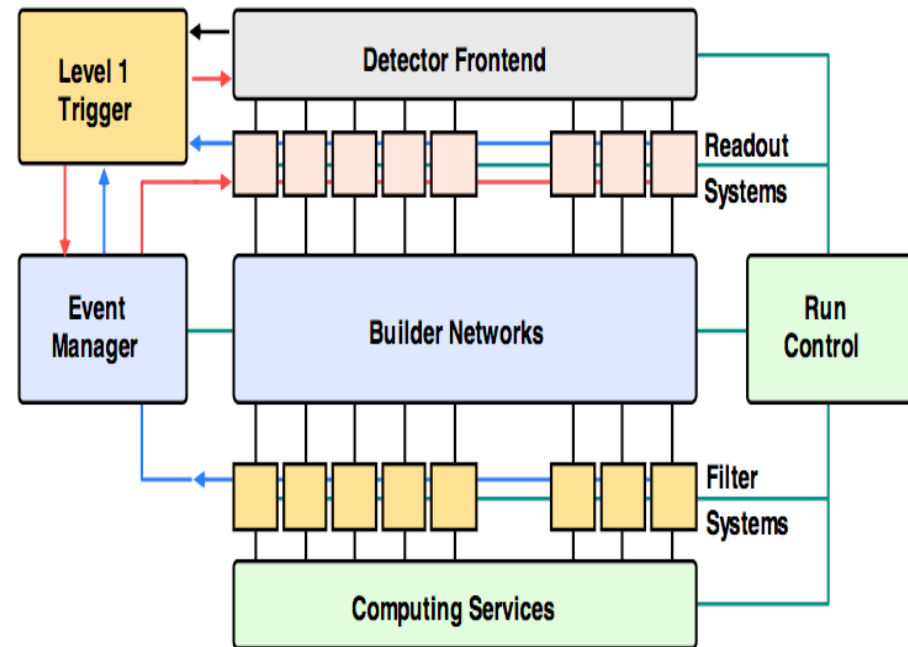 Level 1
Trigger
Detector Frontend
Readout
Systems
Event
Manager
Builder Networks
Run
Control
Filter
Systems
Computing Services